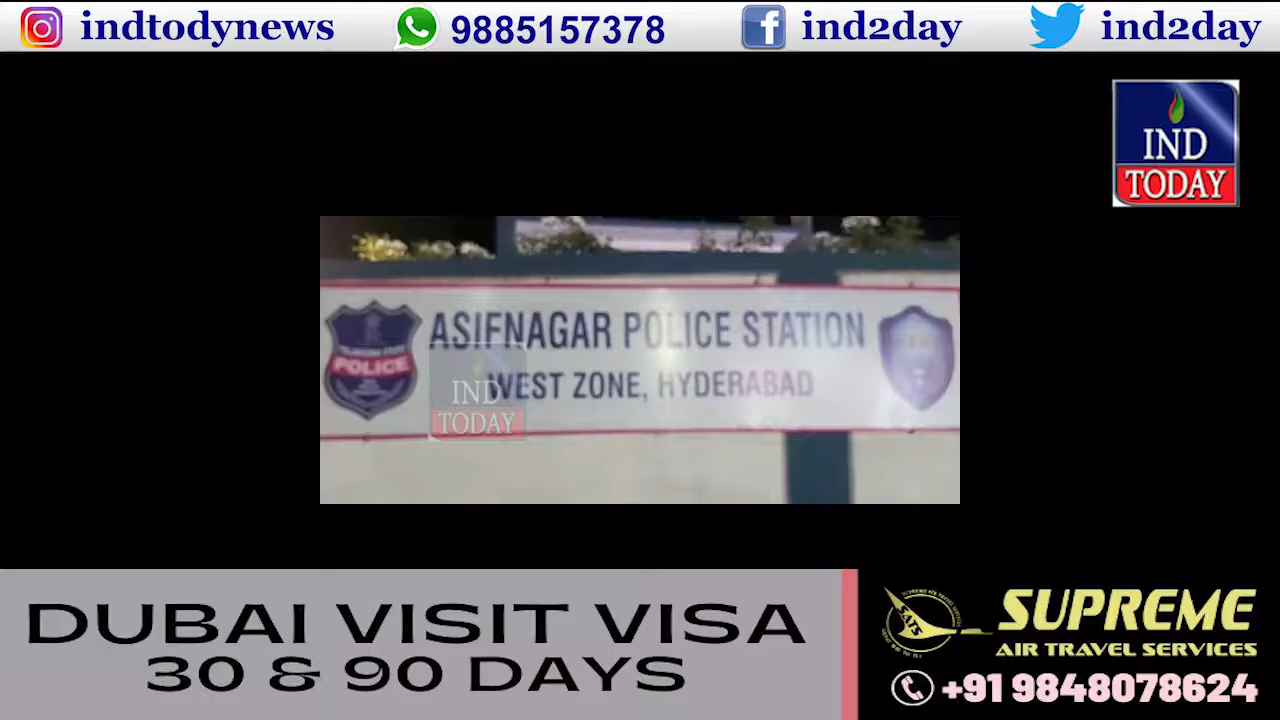 indtodynews 9885157378 ind2day ind2day
IND
TODAY
ASIFNAGAR POLICE STATION
WEST ZONE, HYDERABAD
POLICE
IND
TODAY
DUBAI VISIT VISA
30 & 90 DAYS
SATS
SUPREME
AIR TRAVEL SERVICES
+91 9848078624